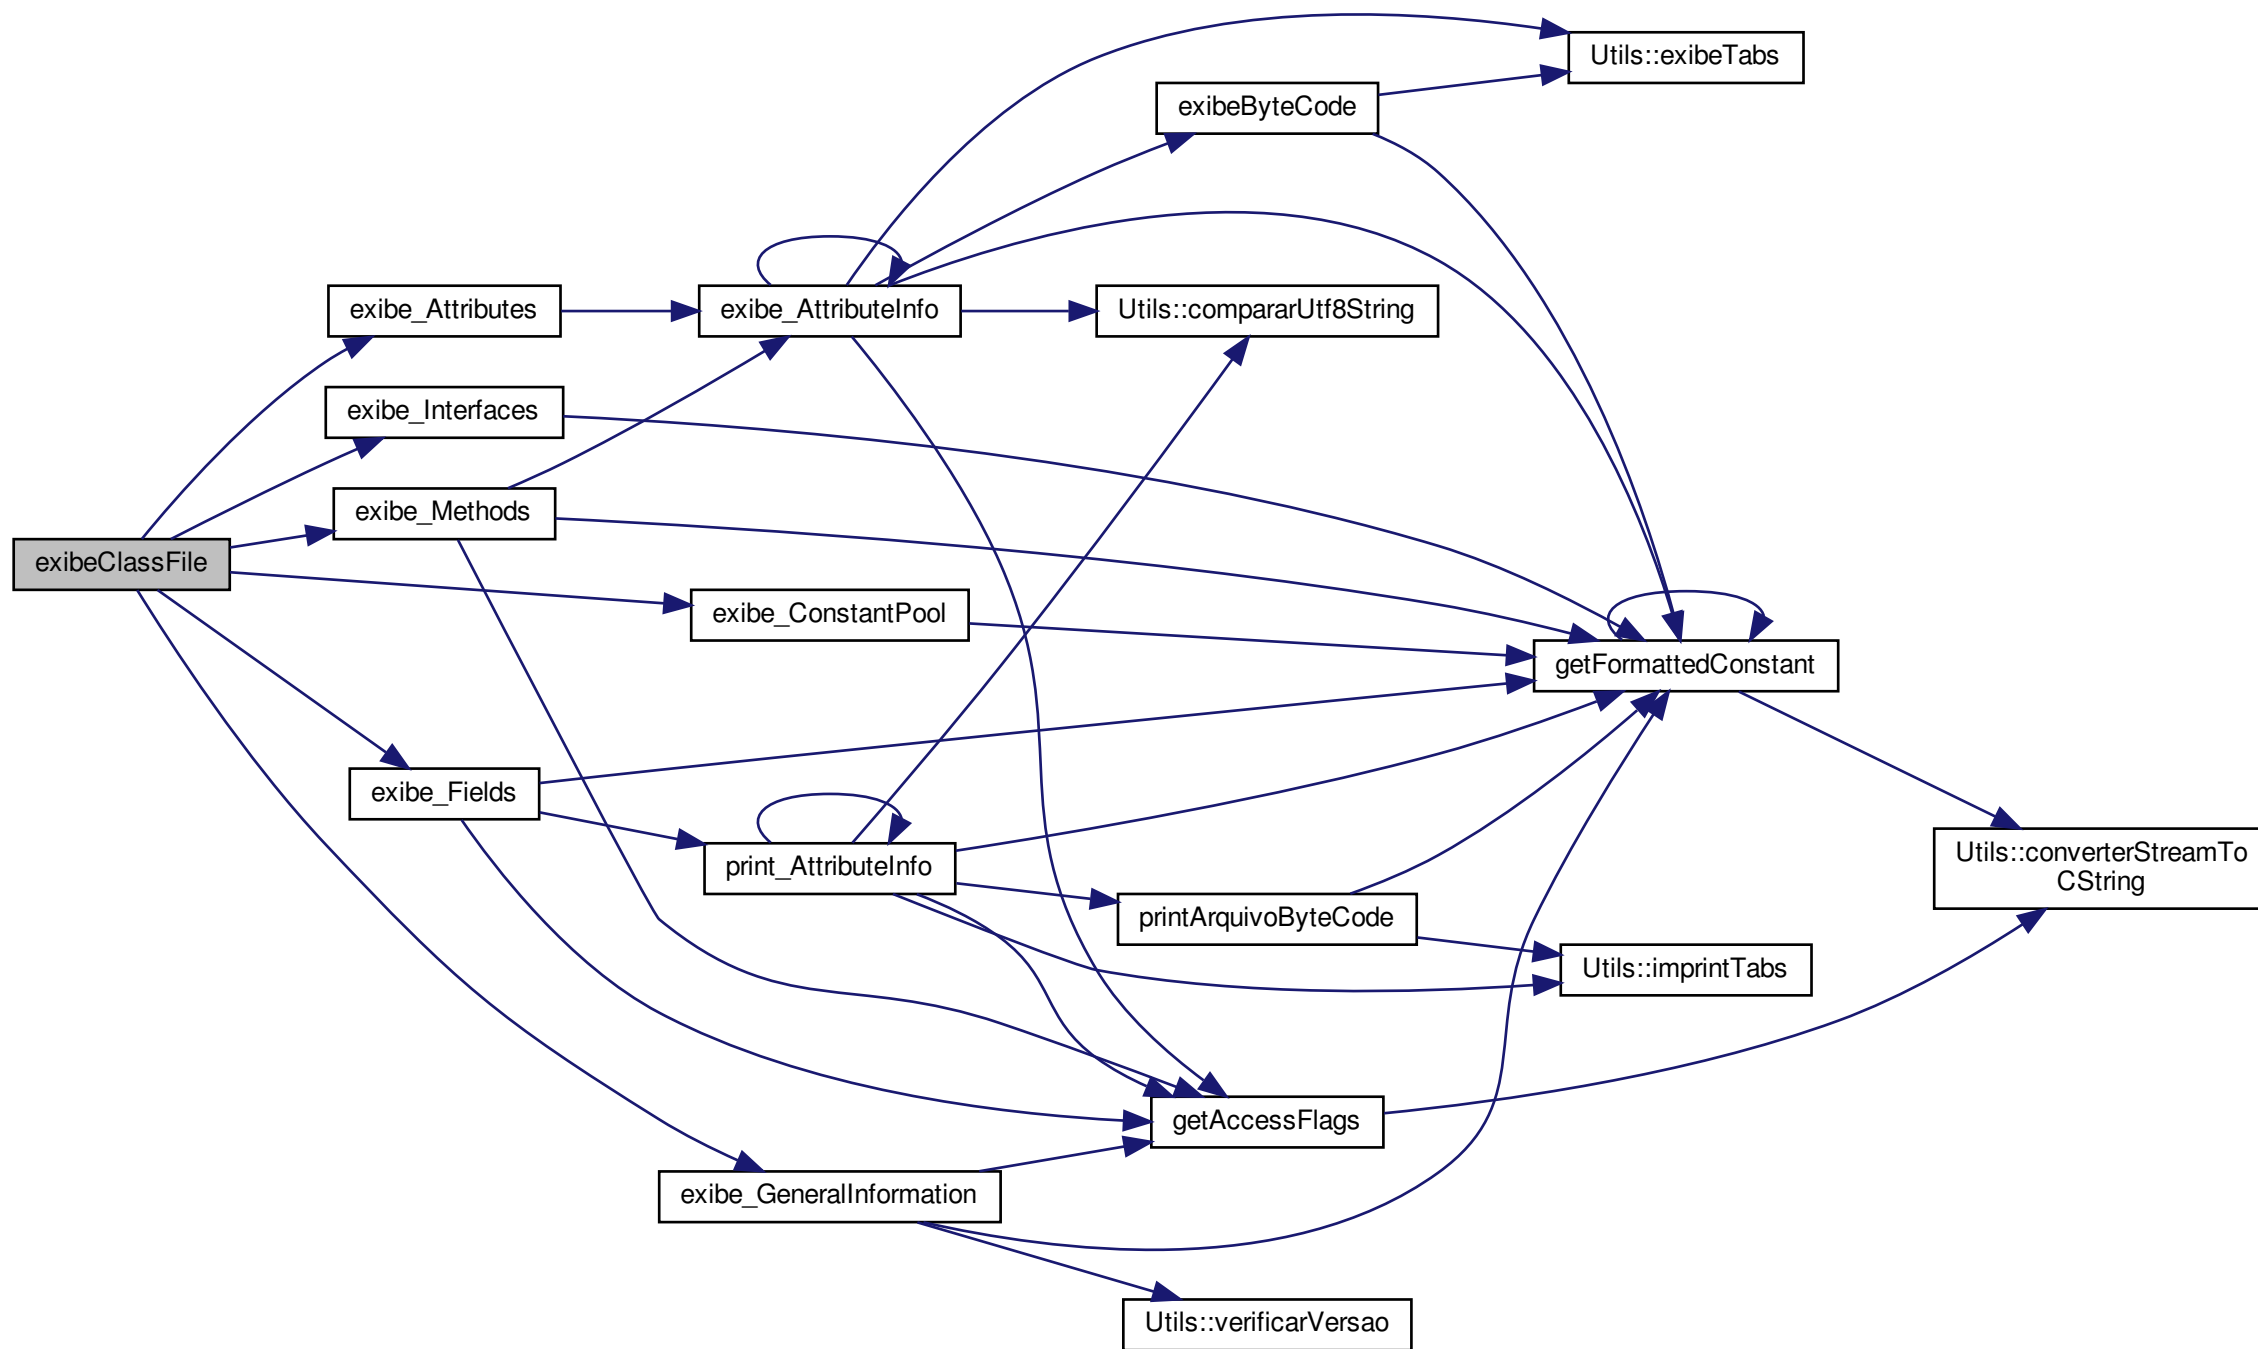 Utils::exibeTabs
exibeByteCode
exibe_Attributes
exibe_AttributeInfo
Utils::compararUtf8String
exibe_Interfaces
exibe_Methods
exibeClassFile
exibe_ConstantPool
getFormattedConstant
exibe_Fields
print_AttributeInfo
Utils::converterStreamTo
CString
printArquivoByteCode
Utils::imprintTabs
getAccessFlags
exibe_GeneralInformation
Utils::verificarVersao